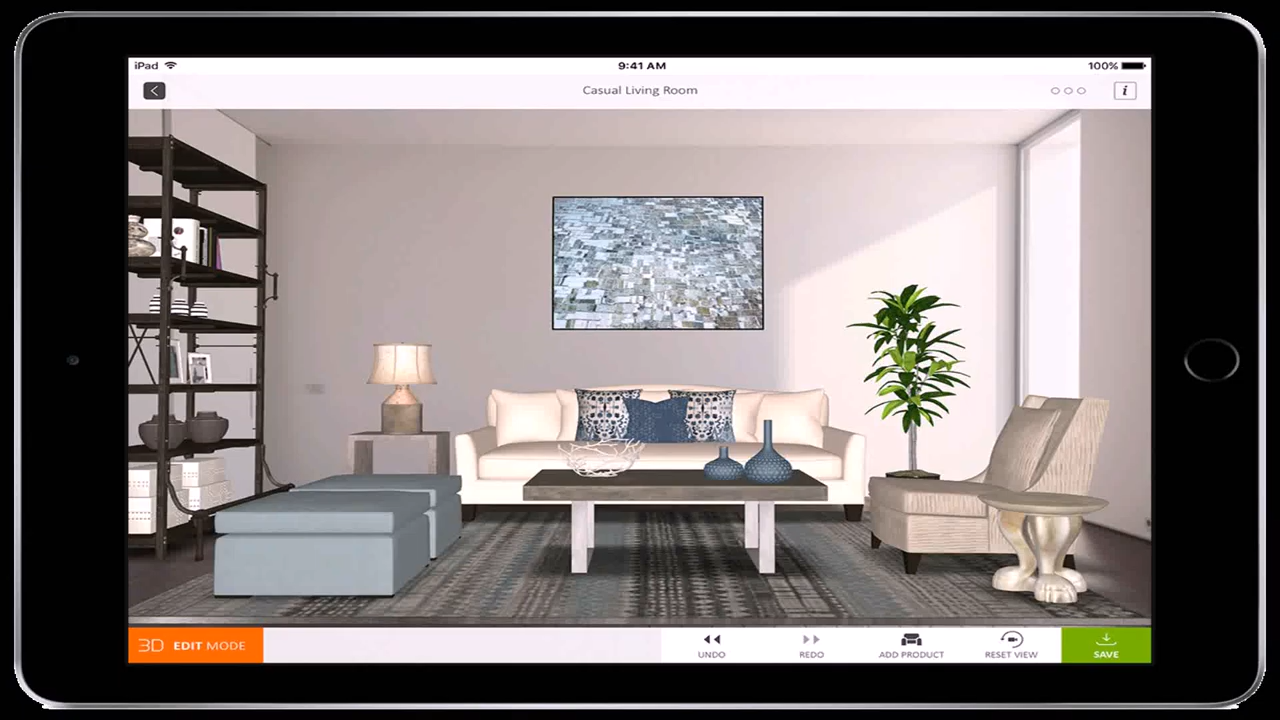 iPad 9:41 AM 100%
Casual Living Room
i
3D EDIT MODE
UNDO
REDO
ADD PRODUCT
RESET VIEW
SAVE